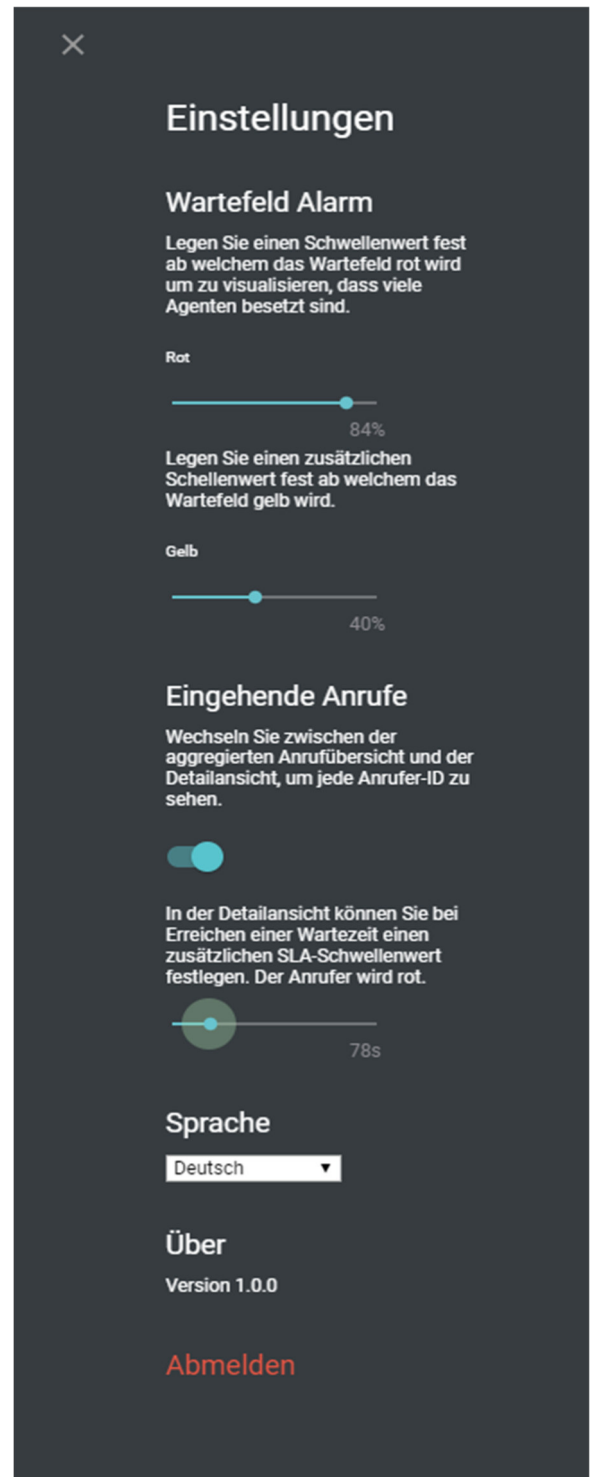 Einstellungen
Wartefeld Alarm
Legen Sie einen Schwellenwert fest
ab welchem das Wartefeld rot wird
um zu visualisieren, dass viele
Agenten besetzt sind.
Rot
84%
Legen Sie einen zusätzlichen
Schellenwert fest ab welchem das
Wartefeld gelb wird.
Gelb
40%
Eingehende Anrufe
Wechseln Sie zwischen der
aggregierten Anrufübersicht und der
Detailansicht, um jede Anrufer-ID zu
sehen.
In der Detailansicht können Sie bei
Erreichen einer Wartezeit einen
zusätzlichen SLA-Schwellenwert
festlegen. Der Anrufer wird rot.
78s
Sprache
Deutsch
Über
Version 1.0.0
Abmelden